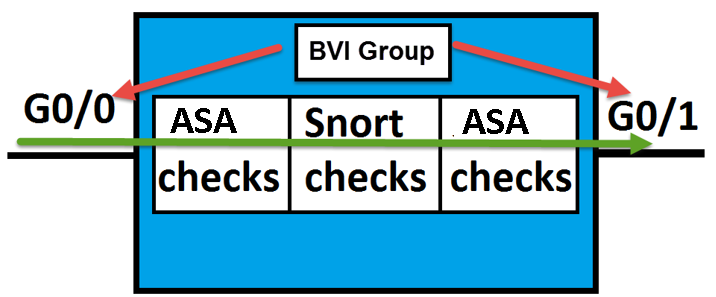 BVI Group
G0/0
G0/1
ASA
checks
Snort
checks
ASA
checks